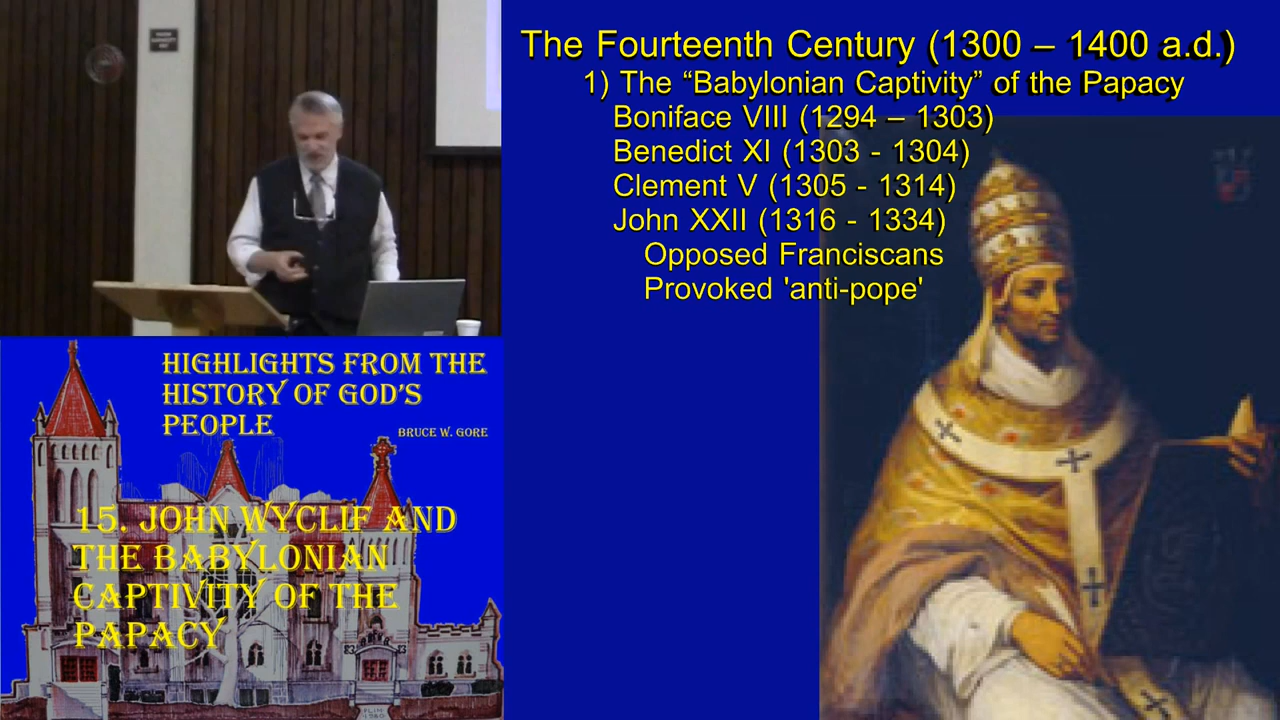 The Fourteenth Century (1300 – 1400 a.d.)
1) The “Babylonian Captivity” of the Papacy
Boniface VIII (1294 – 1303)
Benedict XI (1303 - 1304)
Clement V (1305 - 1314)
John XXII (1316 - 1334)
Opposed Franciscans
Provoked 'anti-pope'
HIGHLIGHTS FROM THE
HISTORY OF GOD'S
PEOPLE
BRUCE W. GORE
15. JOHN WYCLIF AND
THE BABYLONIAN
CAPTIVITY OF THE
PAPACY